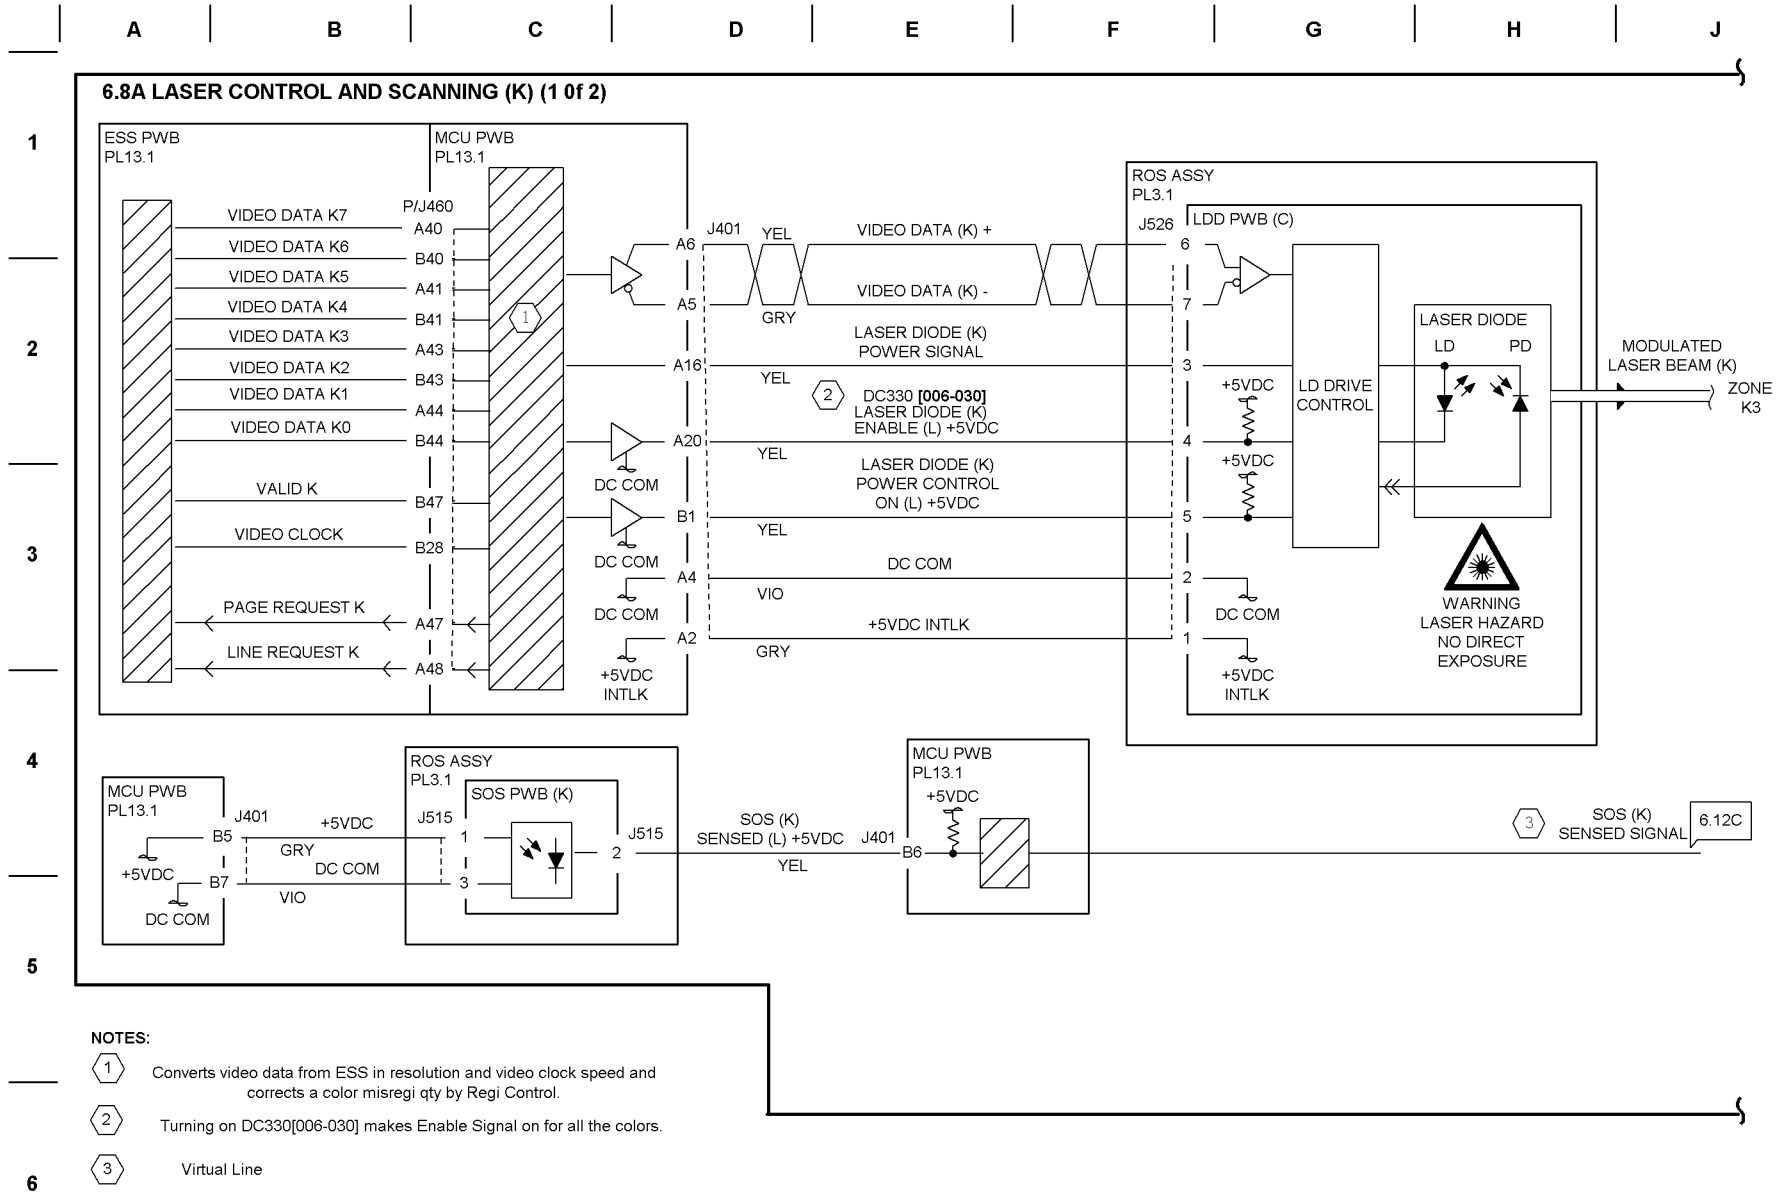 A B C D E F G H J
6.8A LASER CONTROL AND SCANNING (K) (1 0f 2)
1
2
3
4
5
6
ESS PWB
PL13.1
MCU PWB
PL13.1
P/J460
VIDEO DATA K7
A40
VIDEO DATA K6
B40
VIDEO DATA K5
A41
VIDEO DATA K4
B41
VIDEO DATA K3
A43
VIDEO DATA K2
B43
VIDEO DATA K1
A44
VIDEO DATA K0
B44
VALID K
B47
VIDEO CLOCK
B28
PAGE REQUEST K
A47
LINE REQUEST K
A48
1
DC COM
DC COM
DC COM
+5VDC
INTLK
J401
A6
YEL
VIDEO DATA (K) +
A5
GRY
VIDEO DATA (K) -
LASER DIODE (K)
POWER SIGNAL
A16
YEL
2
DC330 [006-030]
LASER DIODE (K)
ENABLE (L) +5VDC
A20
YEL
LASER DIODE (K)
POWER CONTROL
ON (L) +5VDC
B1
YEL
DC COM
A4
VIO
+5VDC INTLK
A2
GRY
ROS ASSY
PL3.1
J526
LDD PWB (C)
6
7
3
4
5
2
1
+5VDC
+5VDC
DC COM
+5VDC
INTLK
LD DRIVE
CONTROL
LASER DIODE
LD PD
WARNING
LASER HAZARD
NO DIRECT
EXPOSURE
MODULATED
LASER BEAM (K)
ZONE
K3
MCU PWB
PL13.1
+5VDC
DC COM
J401
B5
+5VDC
GRY
B7
DC COM
VIO
ROS ASSY
PL3.1
J515
SOS PWB (K)
1
3
2
J515
SOS (K)
SENSED (L) +5VDC
YEL
MCU PWB
PL13.1
+5VDC
J401
B6
3
SOS (K)
SENSED SIGNAL
6.12C
NOTES:
1
Converts video data from ESS in resolution and video clock speed and
corrects a color misregi qty by Regi Control.
2
Turning on DC330[006-030] makes Enable Signal on for all the colors.
3
Virtual Line